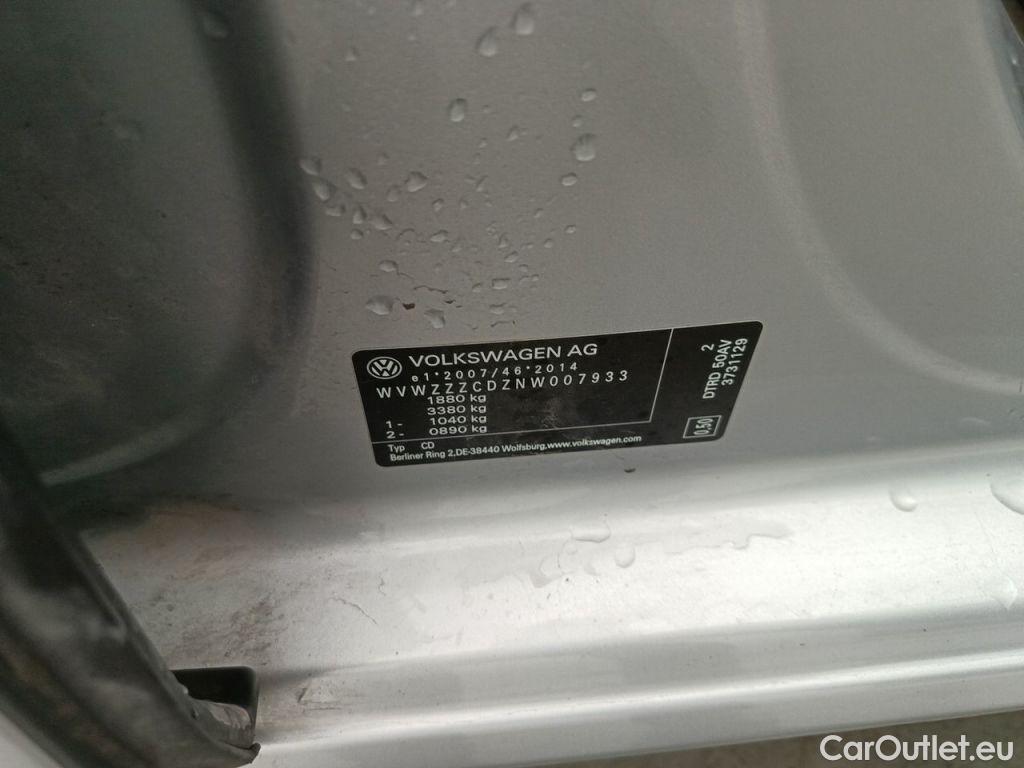 VOLKSWAGEN AG
e1*2007/46*2014
WVWZZZCDZNW007933
1880 kg
3380 kg
1- 1040 kg
2- 0890 kg
Typ CD
Berliner Ring 2,DE-38440 Wolfsburg,www.volkswagen.com
2
DTRD 50AV
3731129
0,50
CarOutlet.eu